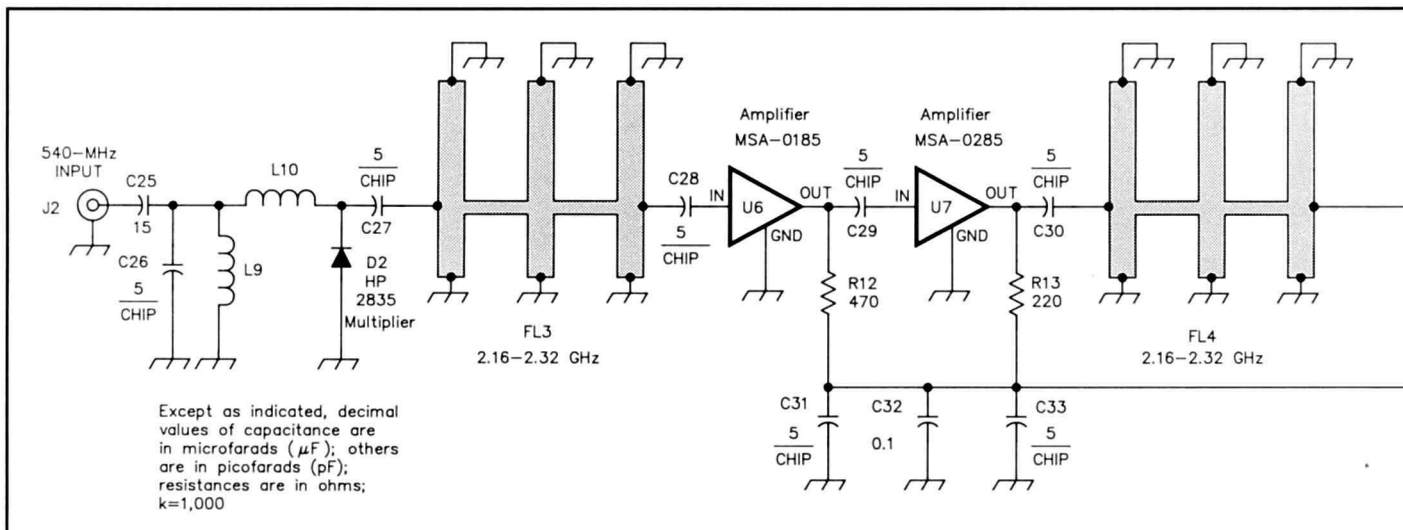 540-MHz
INPUT
J2
C25
15
C26
5
CHIP
L9
L10
D2
HP
2835
Multiplier
5
CHIP
C27
FL3
2.16-2.32 GHz
C28
5
CHIP
Amplifier
MSA-0185
IN
U6
OUT
GND
5
CHIP
C29
R12
470
Amplifier
MSA-0285
IN
U7
OUT
GND
5
CHIP
C30
R13
220
FL4
2.16-2.32 GHz
C31
5
CHIP
C32
0.1
C33
5
CHIP
Except as indicated, decimal
values of capacitance are
in microfarads (μF); others
are in picofarads (pF);
resistances are in ohms;
k=1,000